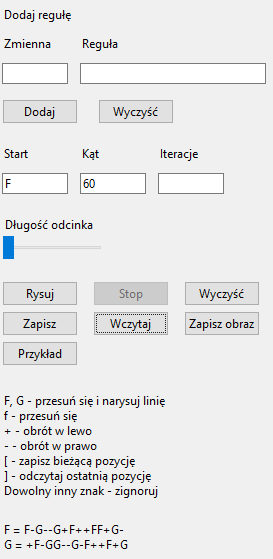 Dodaj regułę
Zmienna Reguła
Dodaj Wyczyść
Start Kąt Iteracje
F 60
Długość odcinka
Rysuj Stop Wyczyść
Zapisz Wczytaj Zapisz obraz
Przykład
F, G - przesuń się i narysuj linię
f - przesuń się
+ - obrót w lewo
- - obrót w prawo
[ - zapisz bieżącą pozycję
] - odczytaj ostatnią pozycję
Dowolny inny znak - zignoruj
F = F-G--G+F++FF+G-
G = +F-GG--G-F++F+G